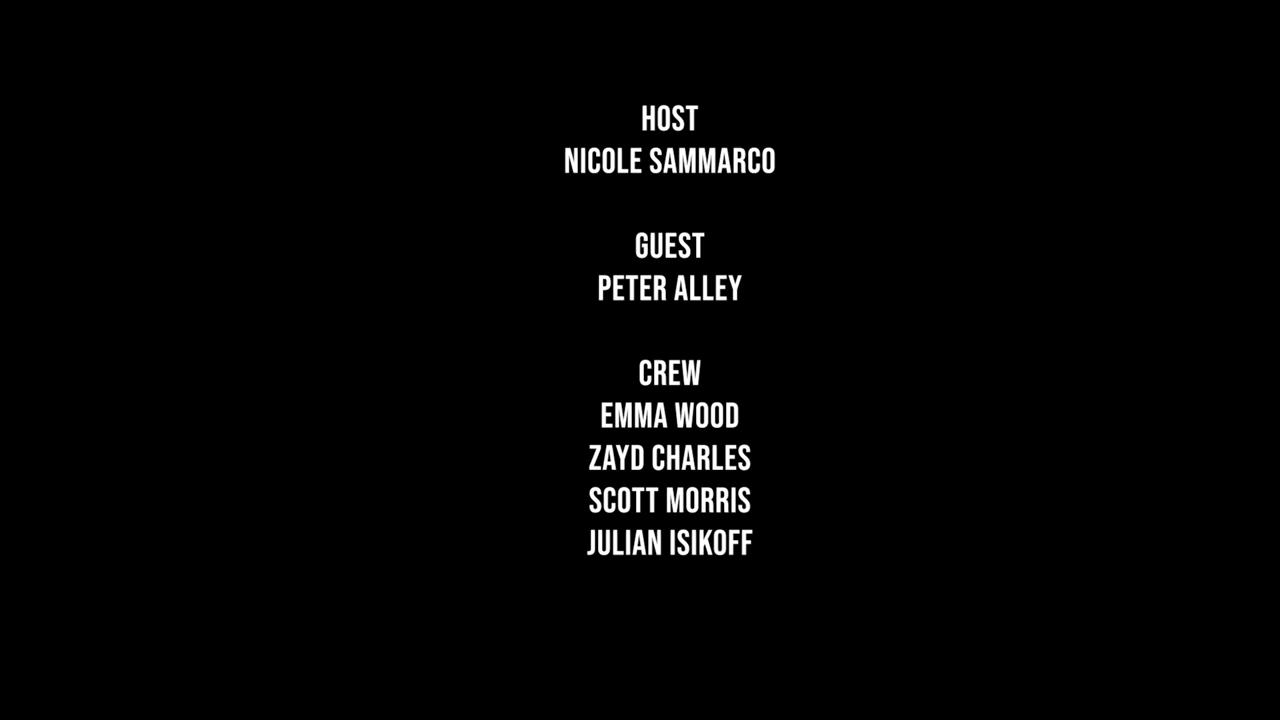 HOST
NICOLE SAMMARCO
GUEST
PETER ALLEY
CREW
EMMA WOOD
ZAYD CHARLES
SCOTT MORRIS
JULIAN ISIKOFF